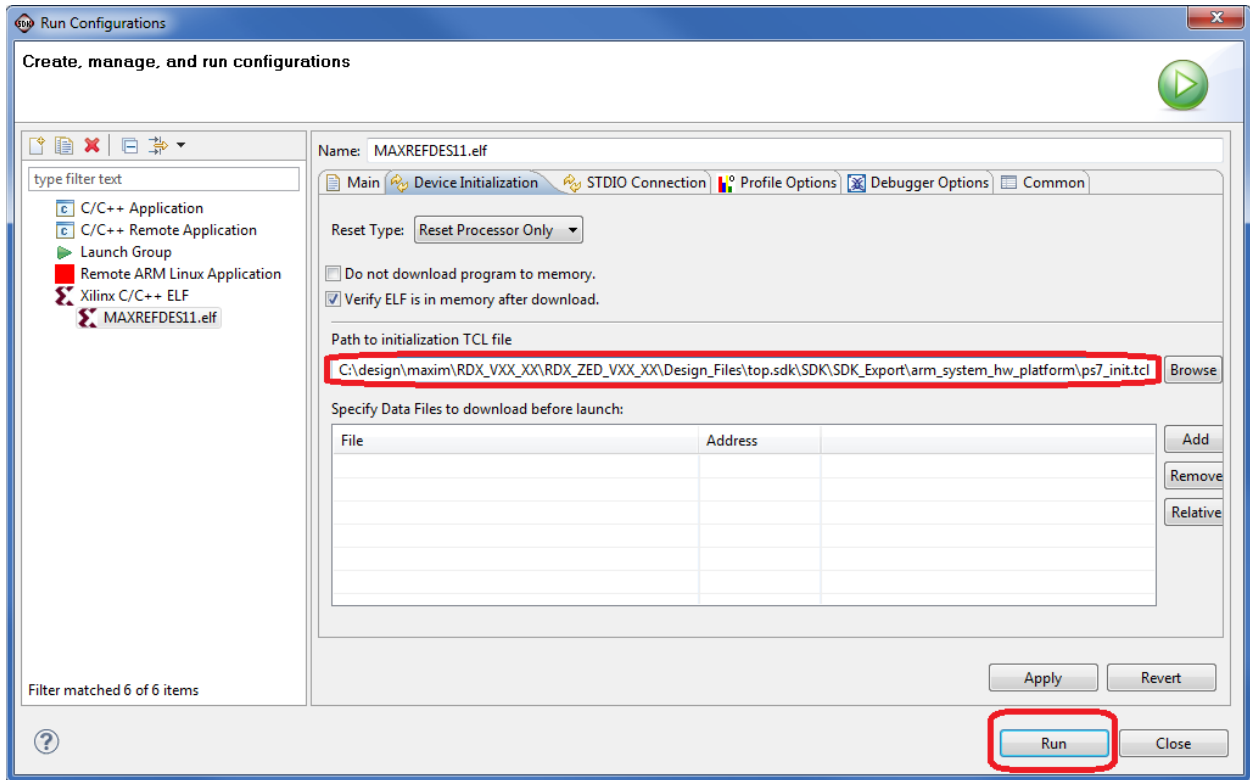 SDK Run Configurations
Create, manage, and run configurations
type filter text
C/C++ Application
C/C++ Remote Application
Launch Group
Remote ARM Linux Application
Xilinx C/C++ ELF
MAXREFDES11.elf
Filter matched 6 of 6 items
Name: MAXREFDES11.elf
Main Device Initialization STDIO Connection Profile Options Debugger Options Common
Reset Type: Reset Processor Only
Do not download program to memory.
Verify ELF is in memory after download.
Path to initialization TCL file
C:\design\maxim\RDX_VXX_XX\RDX_ZED_VXX_XX\Design_Files\top.sdk\SDK\SDK_Export\arm_system_hw_platform\ps7_init.tcl Browse
Specify Data Files to download before launch:
File Address Add
Remove
Relative
Apply Revert
? Run Close